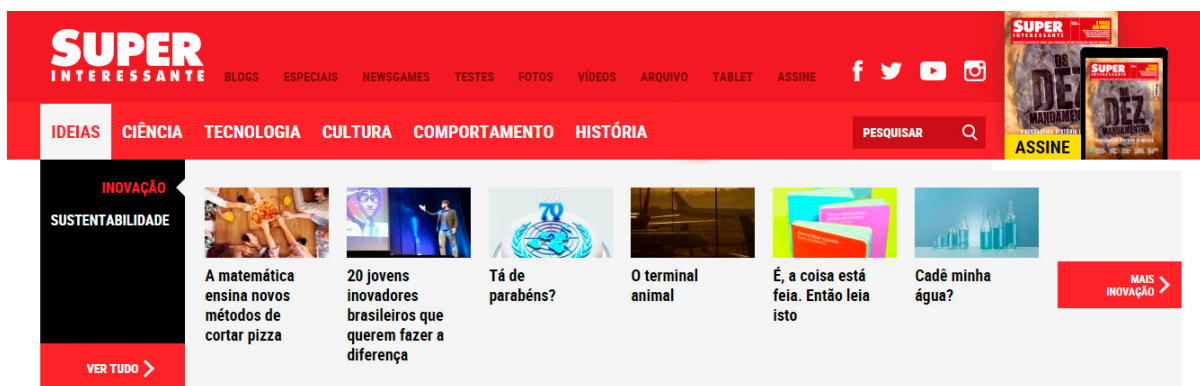 SUPER
INTERESSANTE
BLOGS ESPECIAIS NEWSGAMES TESTES FOTOS VÍDEOS ARQUIVO TABLET ASSINE
SUPER
INTERESSANTE
OS
DEZ
MANDAMENTOS
SUPER
OS
DEZ
MANDAMENTOS
ASSINE
IDEIAS CIÊNCIA TECNOLOGIA CULTURA COMPORTAMENTO HISTÓRIA
PESQUISAR
INOVAÇÃO
SUSTENTABILIDADE
VER TUDO
A matemática
ensina novos
métodos de
cortar pizza
20 jovens
inovadores
brasileiros que
querem fazer a
diferença
70
Tá de
parabéns?
O terminal
animal
É, a coisa está
feia. Então leia
isto
Cadê minha
água?
MAIS
INOVAÇÃO